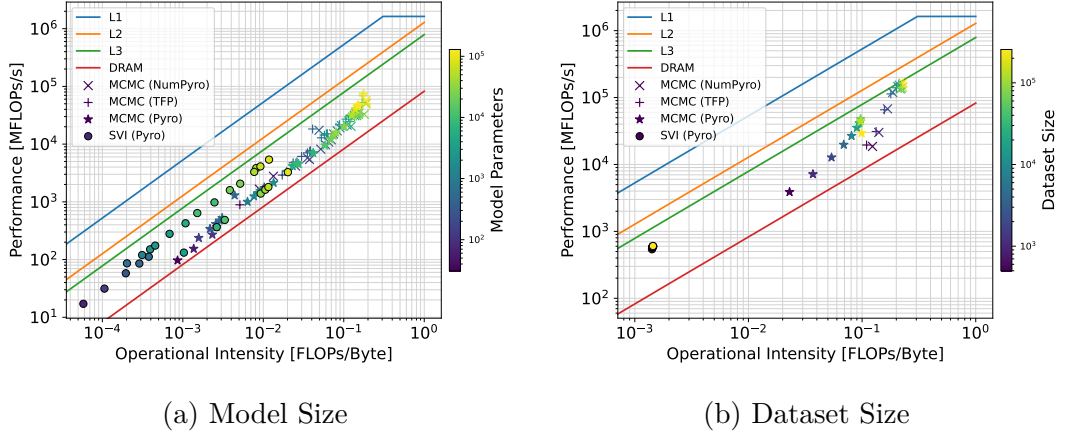 L1
L2
L3
DRAM
MCMC (NumPyro)
MCMC (TFP)
MCMC (Pyro)
SVI (Pyro)
Performance [MFLOPs/s]
10^6
10^5
10^4
10^3
10^2
10^1
10^-4
10^-3
10^-2
10^-1
10^0
Operational Intensity [FLOPs/Byte]
10^5
10^4
10^3
10^2
Model Parameters
(a) Model Size
L1
L2
L3
DRAM
MCMC (NumPyro)
MCMC (TFP)
MCMC (Pyro)
SVI (Pyro)
Performance [MFLOPs/s]
10^6
10^5
10^4
10^3
10^2
10^-3
10^-2
10^-1
10^0
Operational Intensity [FLOPs/Byte]
10^5
10^4
10^3
Dataset Size
(b) Dataset Size